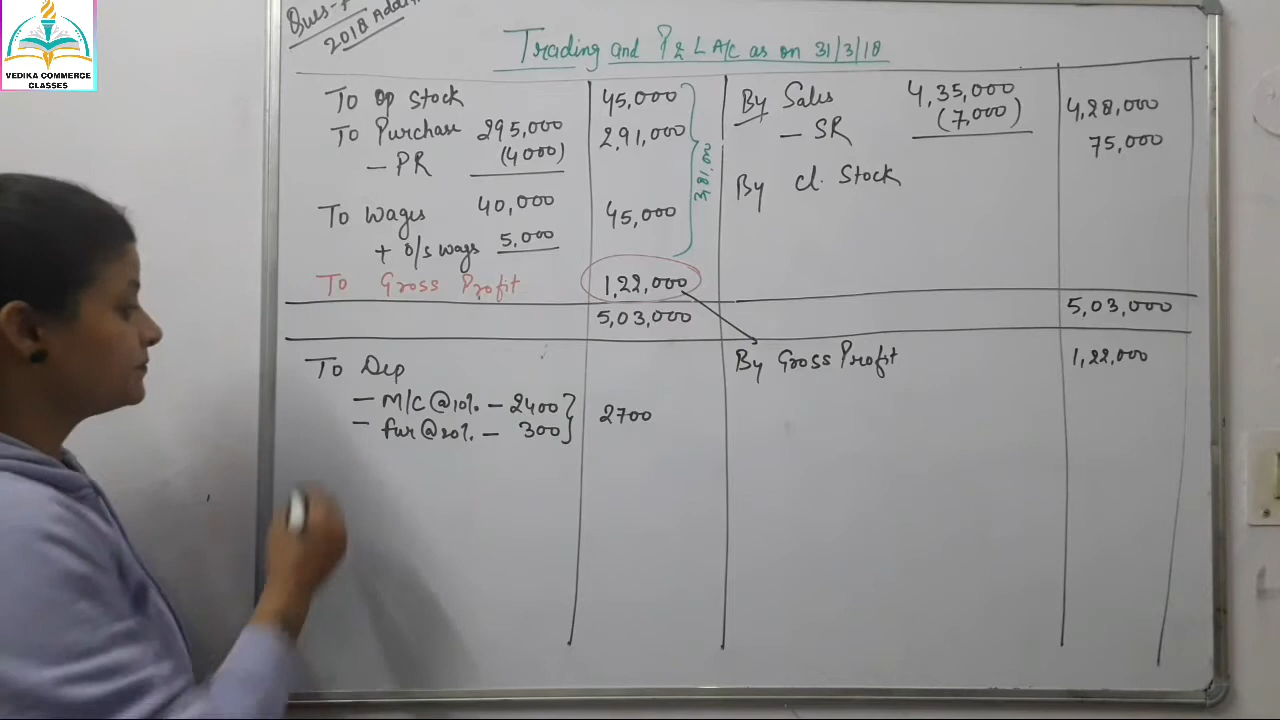 VEDIKA COMMERCE
CLASSES
Ques-
2018
Trading and P & L A/C as on 31/3/18
To op stock 45,000 By Sales 4,35,000 4,28,000
To Purchase 295,000 2,91,000 - SR (7,000) 75,000
- PR (4000)
3,81,000
By cl. Stock
To wages 40,000 45,000
+ o/s wags 5,000
To Gross Profit 1,22,000
5,03,000 5,03,000
To Dep By Gross Profit 1,22,000
- M/C @10% - 2400 2700
- fur @20% - 300